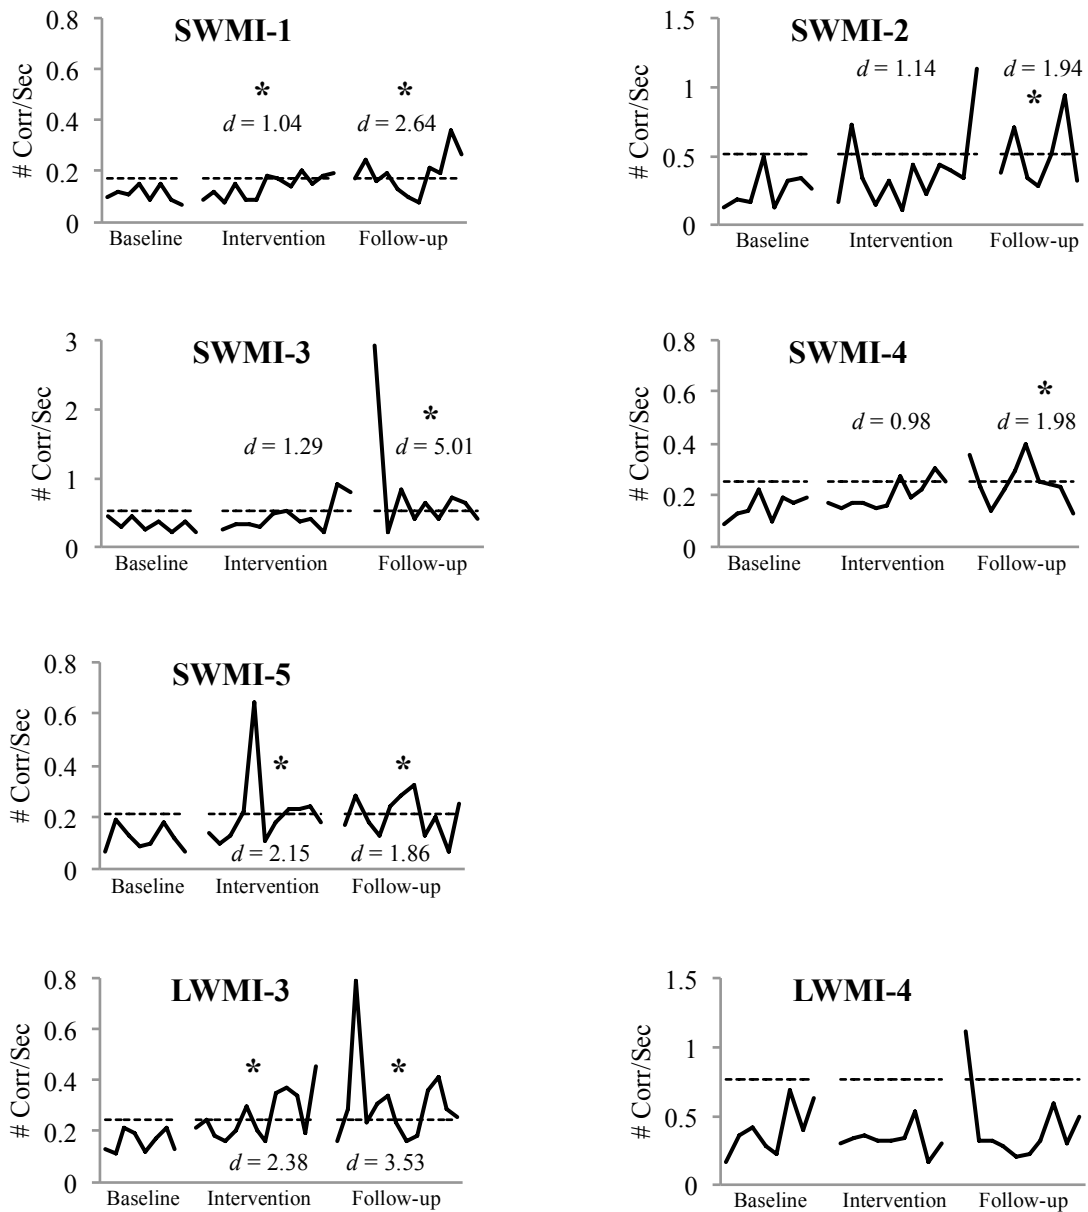 SWMI-1
# Corr/Sec
0.8
0.6
0.4
0.2
0
* *
d = 1.04 d = 2.64
Baseline Intervention Follow-up
SWMI-2
# Corr/Sec
1.5
1
0.5
0
d = 1.14 d = 1.94
*
Baseline Intervention Follow-up
SWMI-3
# Corr/Sec
3
2
1
0
*
d = 1.29 d = 5.01
Baseline Intervention Follow-up
SWMI-4
# Corr/Sec
0.8
0.6
0.4
0.2
0
*
d = 0.98 d = 1.98
Baseline Intervention Follow-up
SWMI-5
# Corr/Sec
0.8
0.6
0.4
0.2
0
* *
d = 2.15 d = 1.86
Baseline Intervention Follow-up
LWMI-3
# Corr/Sec
0.8
0.6
0.4
0.2
0
* *
d = 2.38 d = 3.53
Baseline Intervention Follow-up
LWMI-4
# Corr/Sec
1.5
1
0.5
0
Baseline Intervention Follow-up